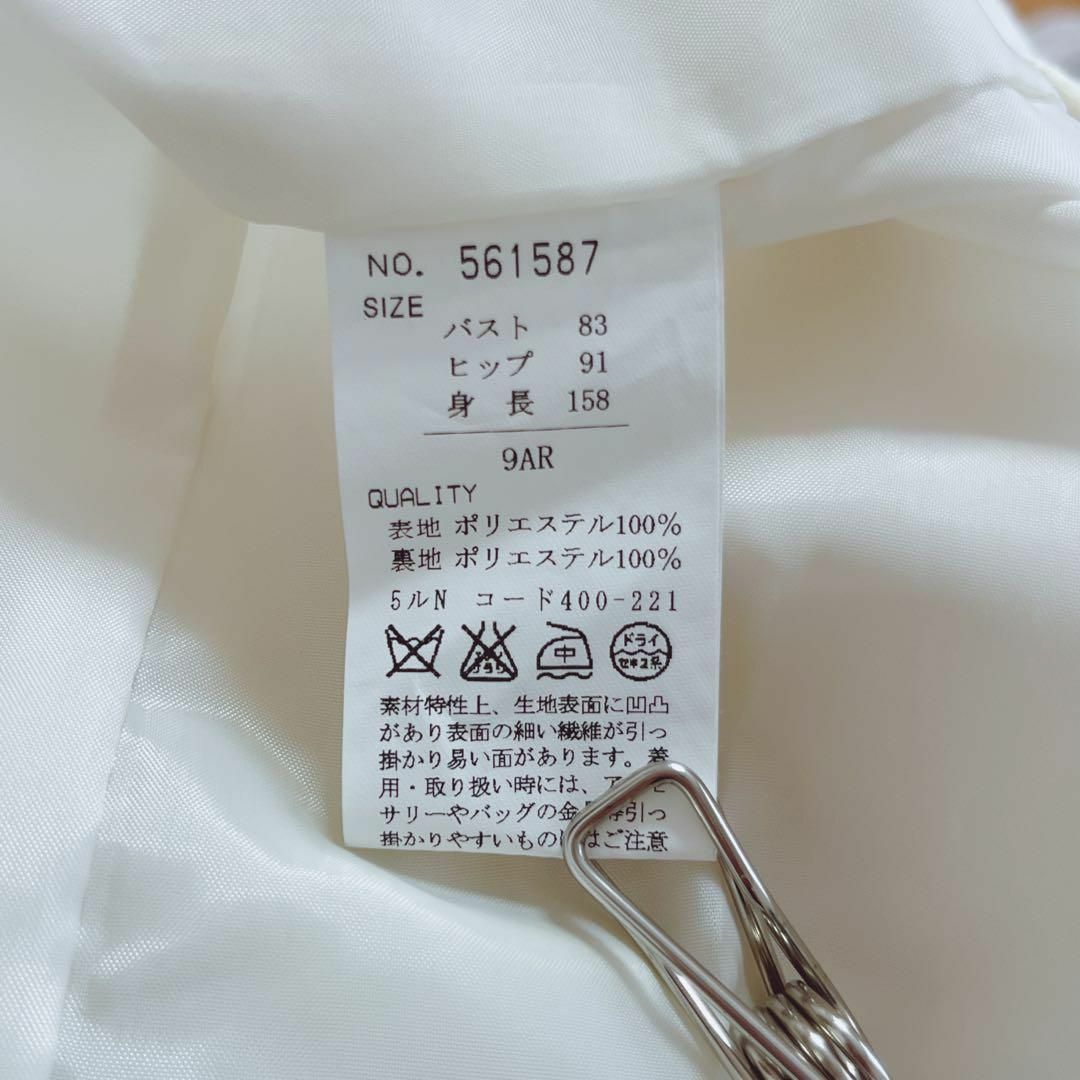 NO. 561587
SIZE
バスト 83
ヒップ 91
身 長 158
9AR
QUALITY
表地 ポリエステル100%
裏地 ポリエステル100%
5ルN コード400-221
中 ドライ
セキユ系
素材特性上、生地表面に凹凸
があり表面の細い繊維が引っ
掛かり易い面があります。着
用・取り扱い時には、
サリーやバッグの 引っ
掛かりやすいもの はご注意